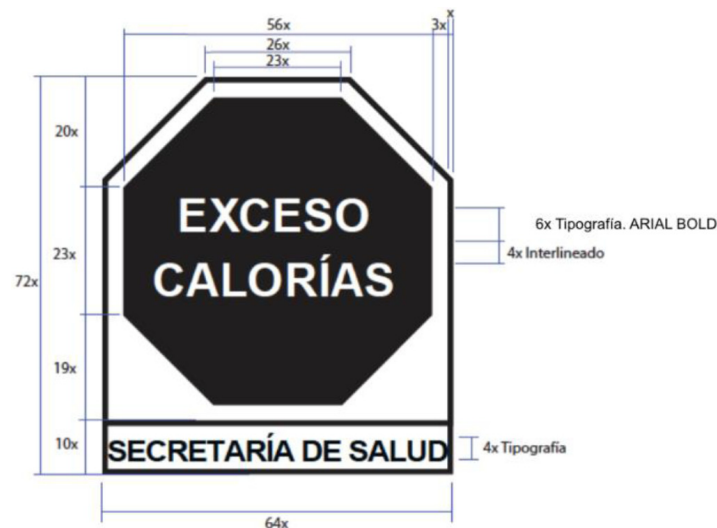 x
56x
3x
26x
23x
20x
EXCESO
6x Tipografía. ARIAL BOLD
23x
4x Interlineado
CALORÍAS
72x
19x
10x
SECRETARÍA DE SALUD
4x Tipografía
64x